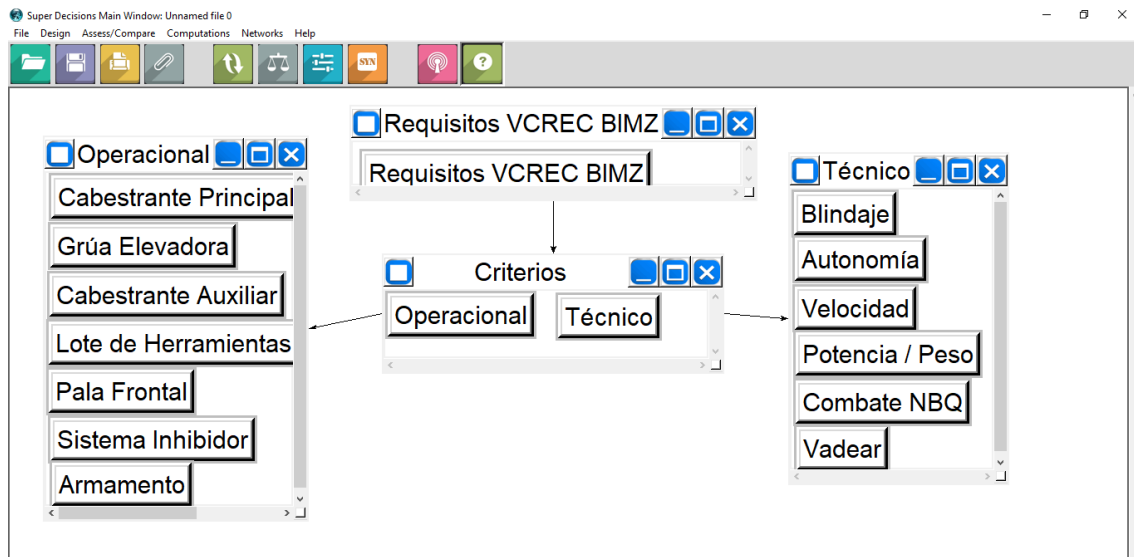 Super Decisions Main Window: Unnamed file 0
File Design Assess/Compare Computations Networks Help
SYN
?
Requisitos VCREC BIMZ
Requisitos VCREC BIMZ
Operacional
Cabestrante Principal
Grúa Elevadora
Cabestrante Auxiliar
Lote de Herramientas
Pala Frontal
Sistema Inhibidor
Armamento
Criterios
Operacional Técnico
Técnico
Blindaje
Autonomía
Velocidad
Potencia / Peso
Combate NBQ
Vadear